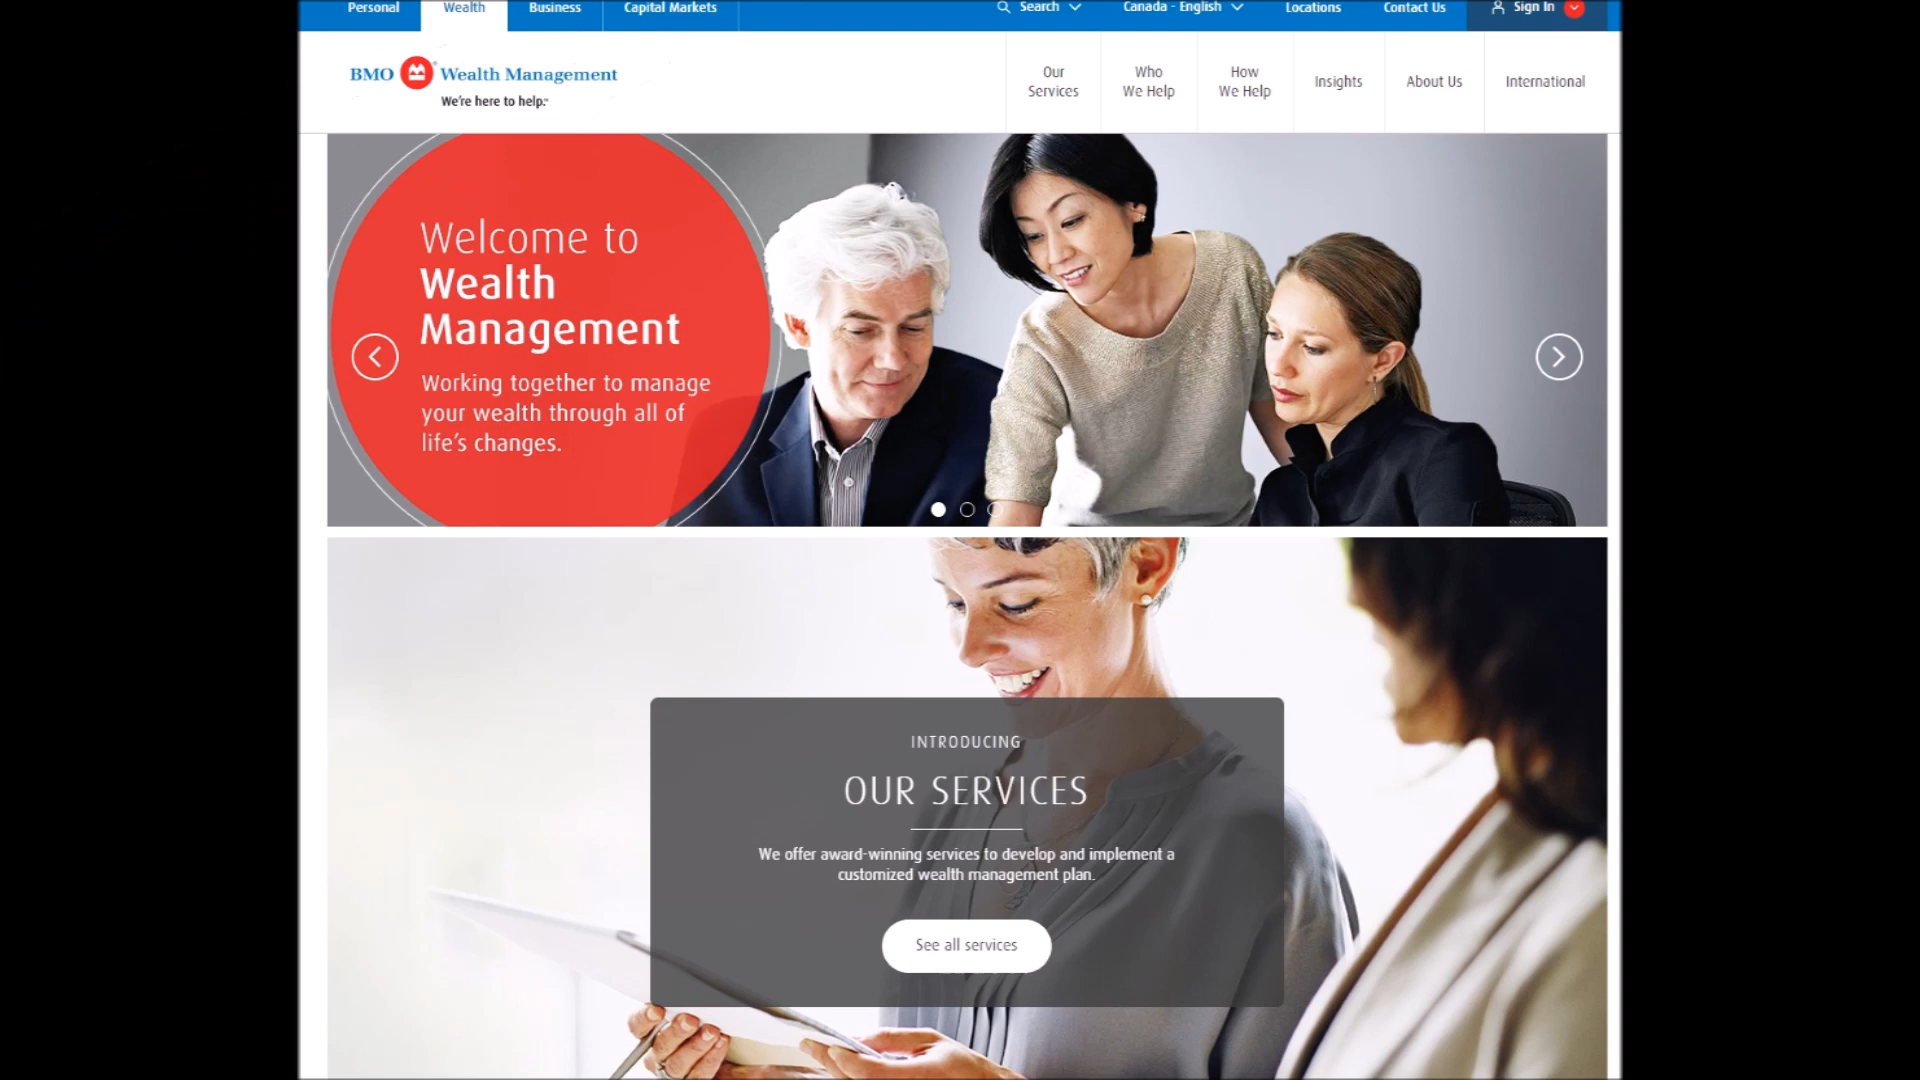 Personal
Wealth
Business
Capital Markets
Search
Canada - English
Locations
Contact Us
Sign In
BMO Wealth Management
We're here to help.™
Our
Services
Who
We Help
How
We Help
Insights
About Us
International
Welcome to
Wealth
Management
Working together to manage
your wealth through all of
life's changes.
INTRODUCING
OUR SERVICES
We offer award-winning services to develop and implement a
customized wealth management plan.
See all services